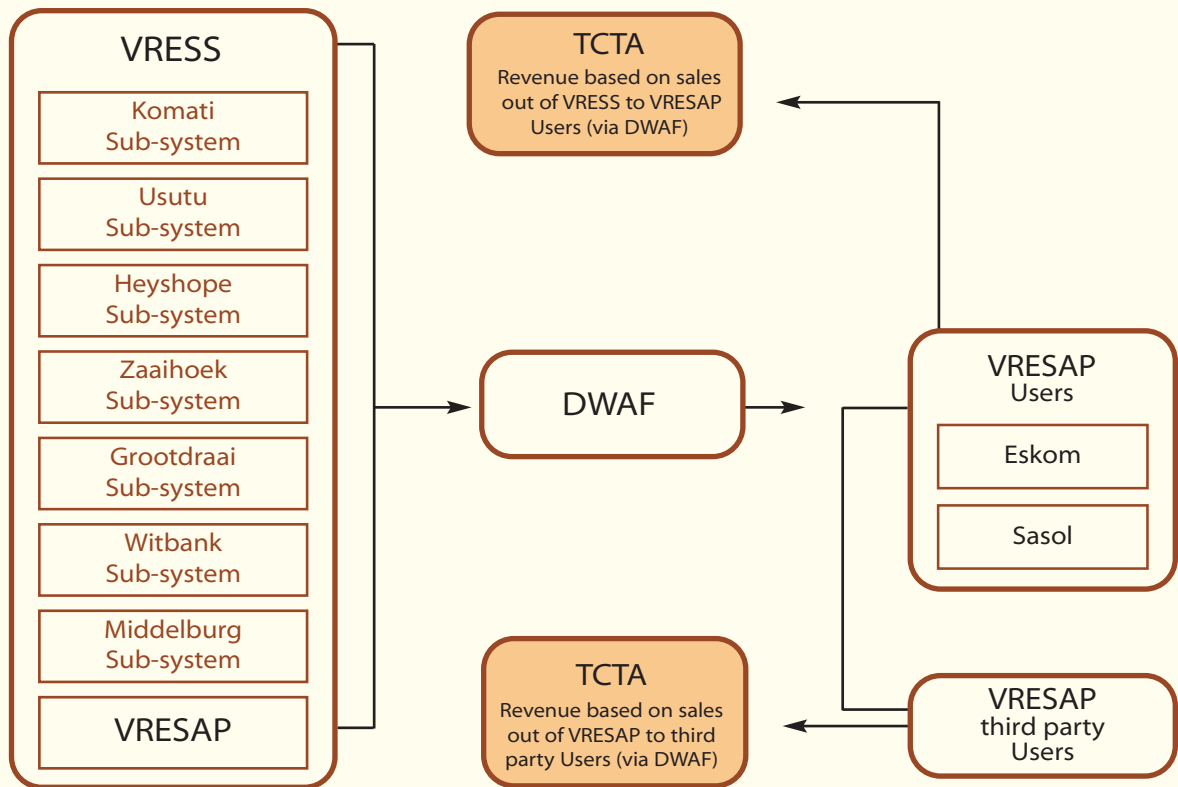 VRESS
Komati
Sub-system
Usutu
Sub-system
Heyshope
Sub-system
Zaaihoek
Sub-system
Grootdraai
Sub-system
Witbank
Sub-system
Middelburg
Sub-system
VRESAP
TCTA
Revenue based on sales
out of VRESS to VRESAP
Users (via DWAF)
DWAF
TCTA
Revenue based on sales
out of VRESAP to third
party Users (via DWAF)
VRESAP
Users
Eskom
Sasol
VRESAP
third party
Users